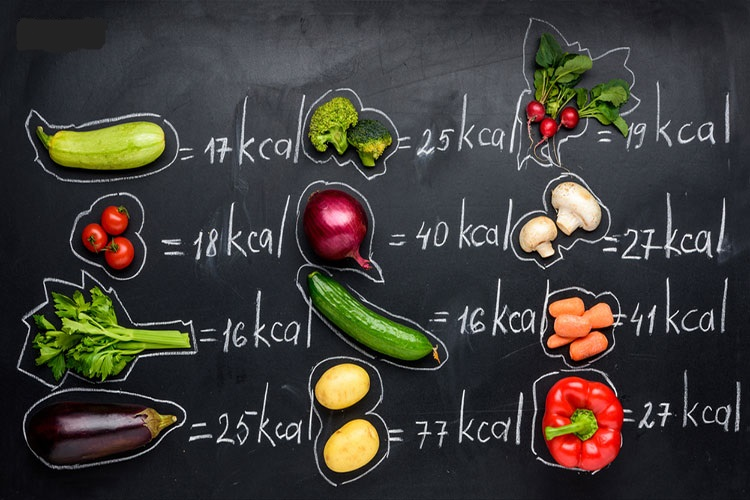 = 17 kcal = 25 kcal = 19 kcal
= 18 kcal = 40 kcal = 27 kcal
= 16 kcal = 16 kcal = 41 kcal
= 25 kcal = 77 kcal = 27 kcal